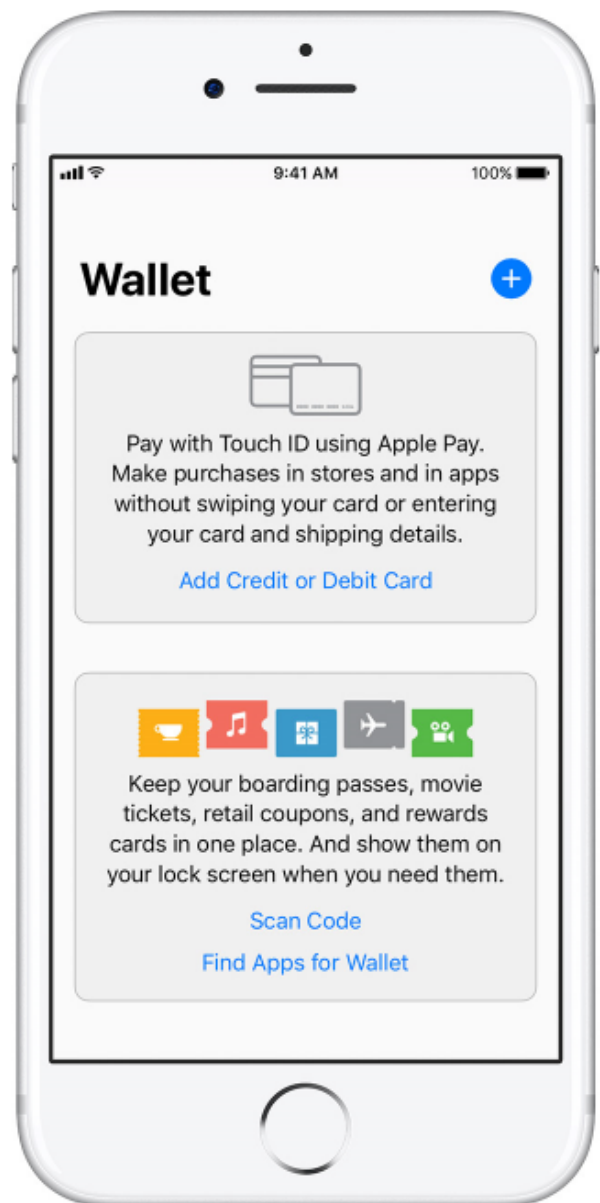 9:41 AM 100%
Wallet
Pay with Touch ID using Apple Pay.
Make purchases in stores and in apps
without swiping your card or entering
your card and shipping details.
Add Credit or Debit Card
Keep your boarding passes, movie
tickets, retail coupons, and rewards
cards in one place. And show them on
your lock screen when you need them.
Scan Code
Find Apps for Wallet